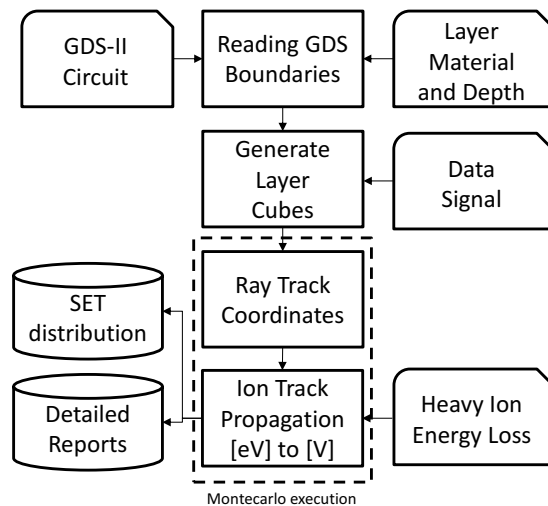 GDS-II
Circuit
Reading GDS
Boundaries
Layer
Material
and Depth
Generate
Layer
Cubes
Data
Signal
SET
distribution
Ray Track
Coordinates
Detailed
Reports
Ion Track
Propagation
[eV] to [V]
Heavy Ion
Energy Loss
Montecarlo execution